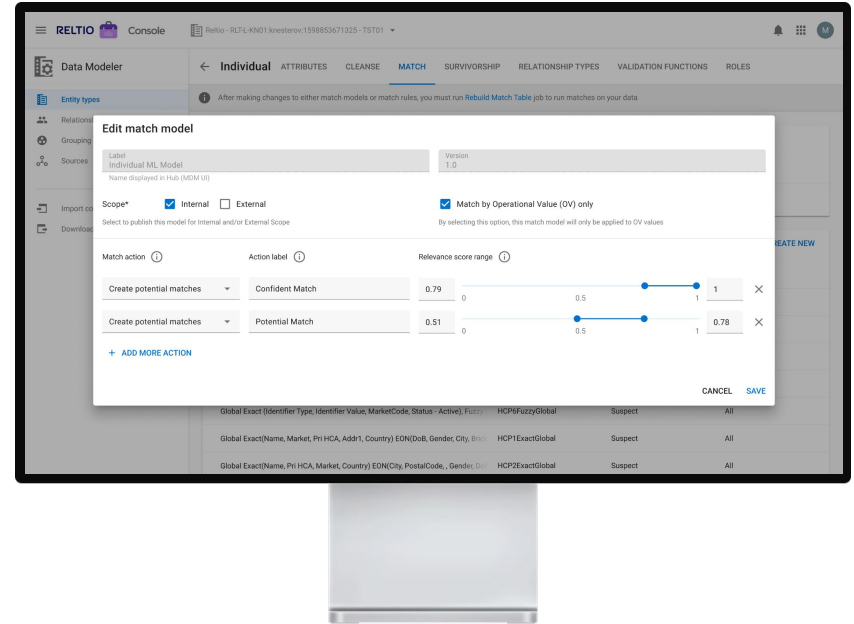 RELTIO Console Reltio - RLT-L-KN01:knesterov:1598853671325 - TST01 M
Data Modeler Individual ATTRIBUTES CLEANSE MATCH SURVIVORSHIP RELATIONSHIP TYPES VALIDATION FUNCTIONS ROLES
Entity types After making changes to either match models or match rules, you must run Rebuild Match Table job to run matches on your data
Grouping
Sources
Import
Edit match model
Label Version
Individual ML Model 1.0
Name displayed in Hub (MDM UI)
Scope* Internal External Match by Operational Value (OV) only
Select to publish this model for Internal and/or External Scope By selecting this option, this match model will only be applied to OV values
Match action Action label Relevance score range
Create potential matches Confident Match 0.79 1
0 0.5 1
Create potential matches Potential Match 0.51 0.78
0 0.5 1
+ ADD MORE ACTION
CANCEL SAVE
NEW
Global Exact (Identifier Type, Identifier Value, MarketCode, Status - Active), Fuzzy HCP6FuzzyGlobal Suspect All
Global Exact(Name, Market, Pri HCA, Addr1, Country) EON(DoB, Gender, City, HCP1ExactGlobal Suspect All
Global Exact(Name, Pri HCA, Market, Country) EON(City, PostalCode, , Gender, HCP2ExactGlobal Suspect All